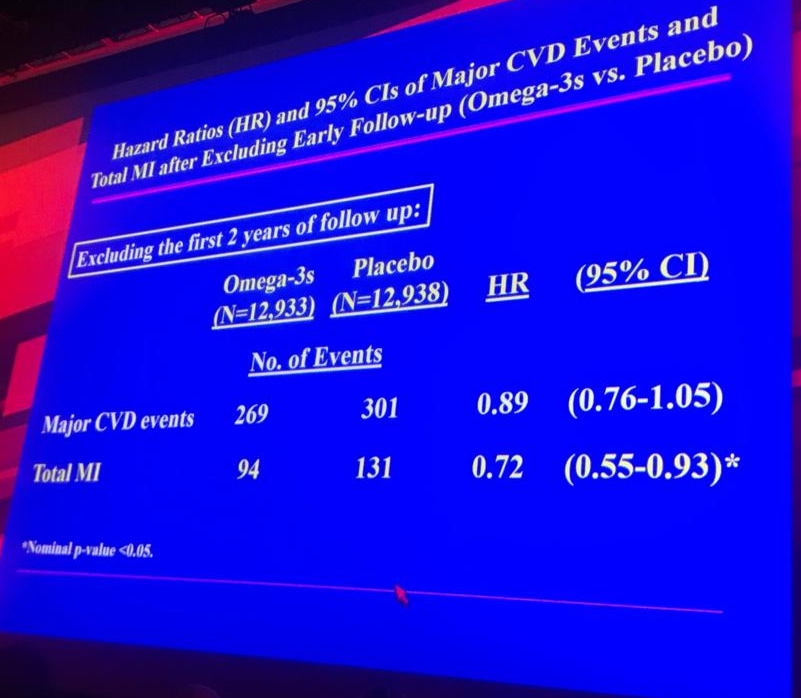 Hazard Ratios (HR) and 95% CIs of Major CVD Events and
Total MI after Excluding Early Follow-up (Omega-3s vs. Placebo)
Excluding the first 2 years of follow up:
Omega-3s Placebo
(N=12,933) (N=12,938) HR (95% CI)
No. of Events
Major CVD events 269 301 0.89 (0.76-1.05)
Total MI 94 131 0.72 (0.55-0.93)*
*Nominal p-value <0.05.